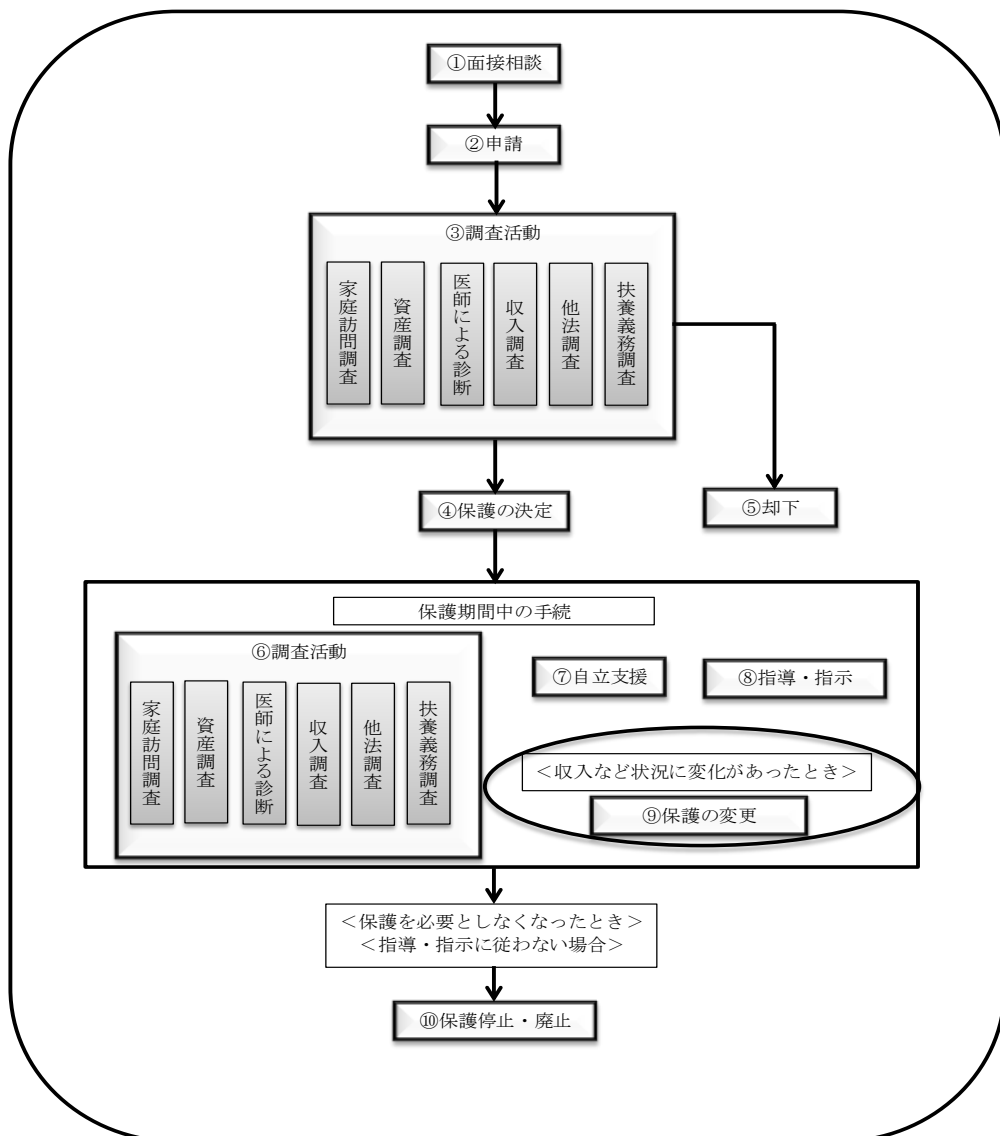 ①面接相談
②申請
③調査活動
家庭訪問調査
資産調査
医師による診断
収入調査
他法調査
扶養義務調査
④保護の決定
⑤却下
保護期間中の手続
⑥調査活動
家庭訪問調査
資産調査
医師による診断
収入調査
他法調査
扶養義務調査
⑦自立支援
⑧指導・指示
＜収入など状況に変化があったとき＞
⑨保護の変更
＜保護を必要としなくなったとき＞
＜指導・指示に従わない場合＞
⑩保護停止・廃止